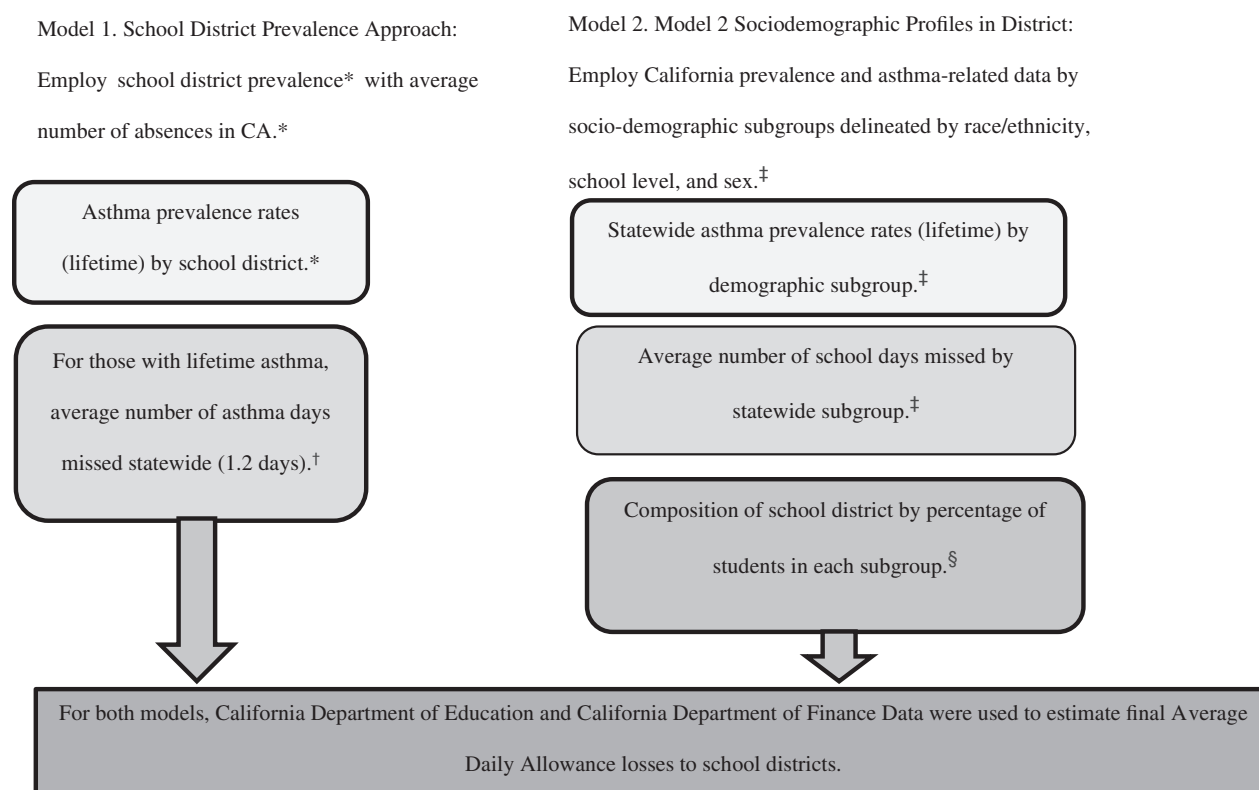 Model 1. School District Prevalence Approach:
Employ school district prevalence* with average
number of absences in CA.*
Asthma prevalence rates
(lifetime) by school district.*
For those with lifetime asthma,
average number of asthma days
missed statewide (1.2 days).†
Model 2. Model 2 Sociodemographic Profiles in District:
Employ California prevalence and asthma-related data by
socio-demographic subgroups delineated by race/ethnicity,
school level, and sex.‡
Statewide asthma prevalence rates (lifetime) by
demographic subgroup.‡
Average number of school days missed by
statewide subgroup.‡
Composition of school district by percentage of
students in each subgroup.§
For both models, California Department of Education and California Department of Finance Data were used to estimate final Average
Daily Allowance losses to school districts.